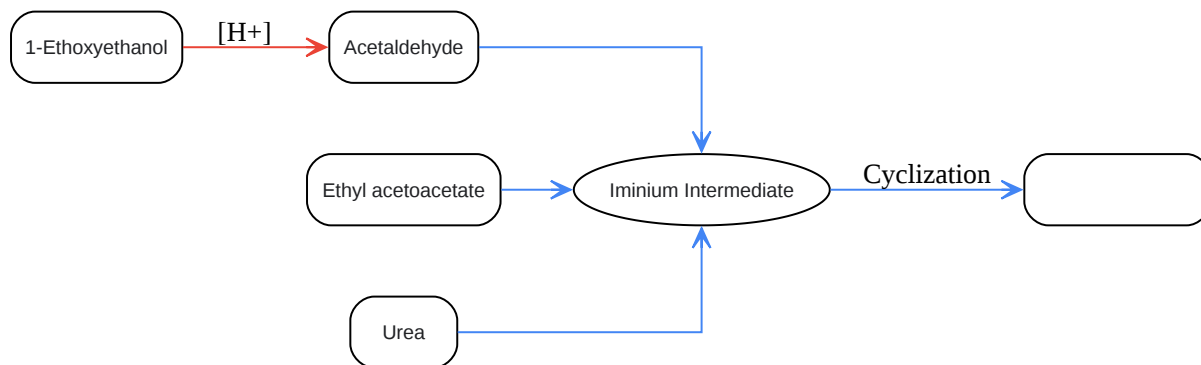 1-Ethoxyethanol
[H+]
Acetaldehyde
Ethyl acetoacetate
Iminium Intermediate
Cyclization
Urea